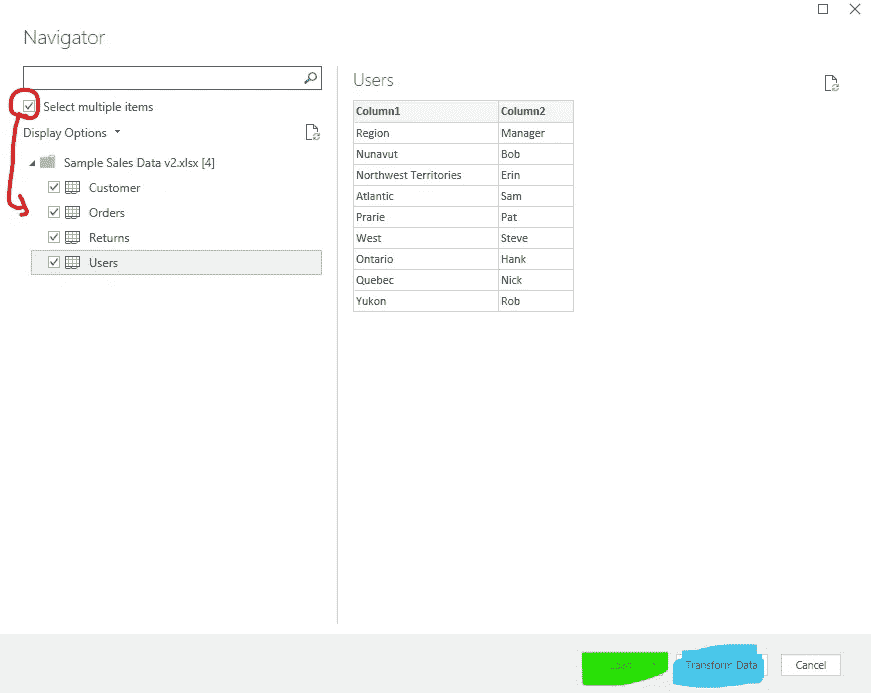 Navigator
Select multiple items
Display Options
Sample Sales Data v2.xlsx [4]
Customer
Orders
Returns
Users
Users
Column1 Column2
Region Manager
Nunavut Bob
Northwest Territories Erin
Atlantic Sam
Prarie Pat
West Steve
Ontario Hank
Quebec Nick
Yukon Rob
Transform Data Cancel